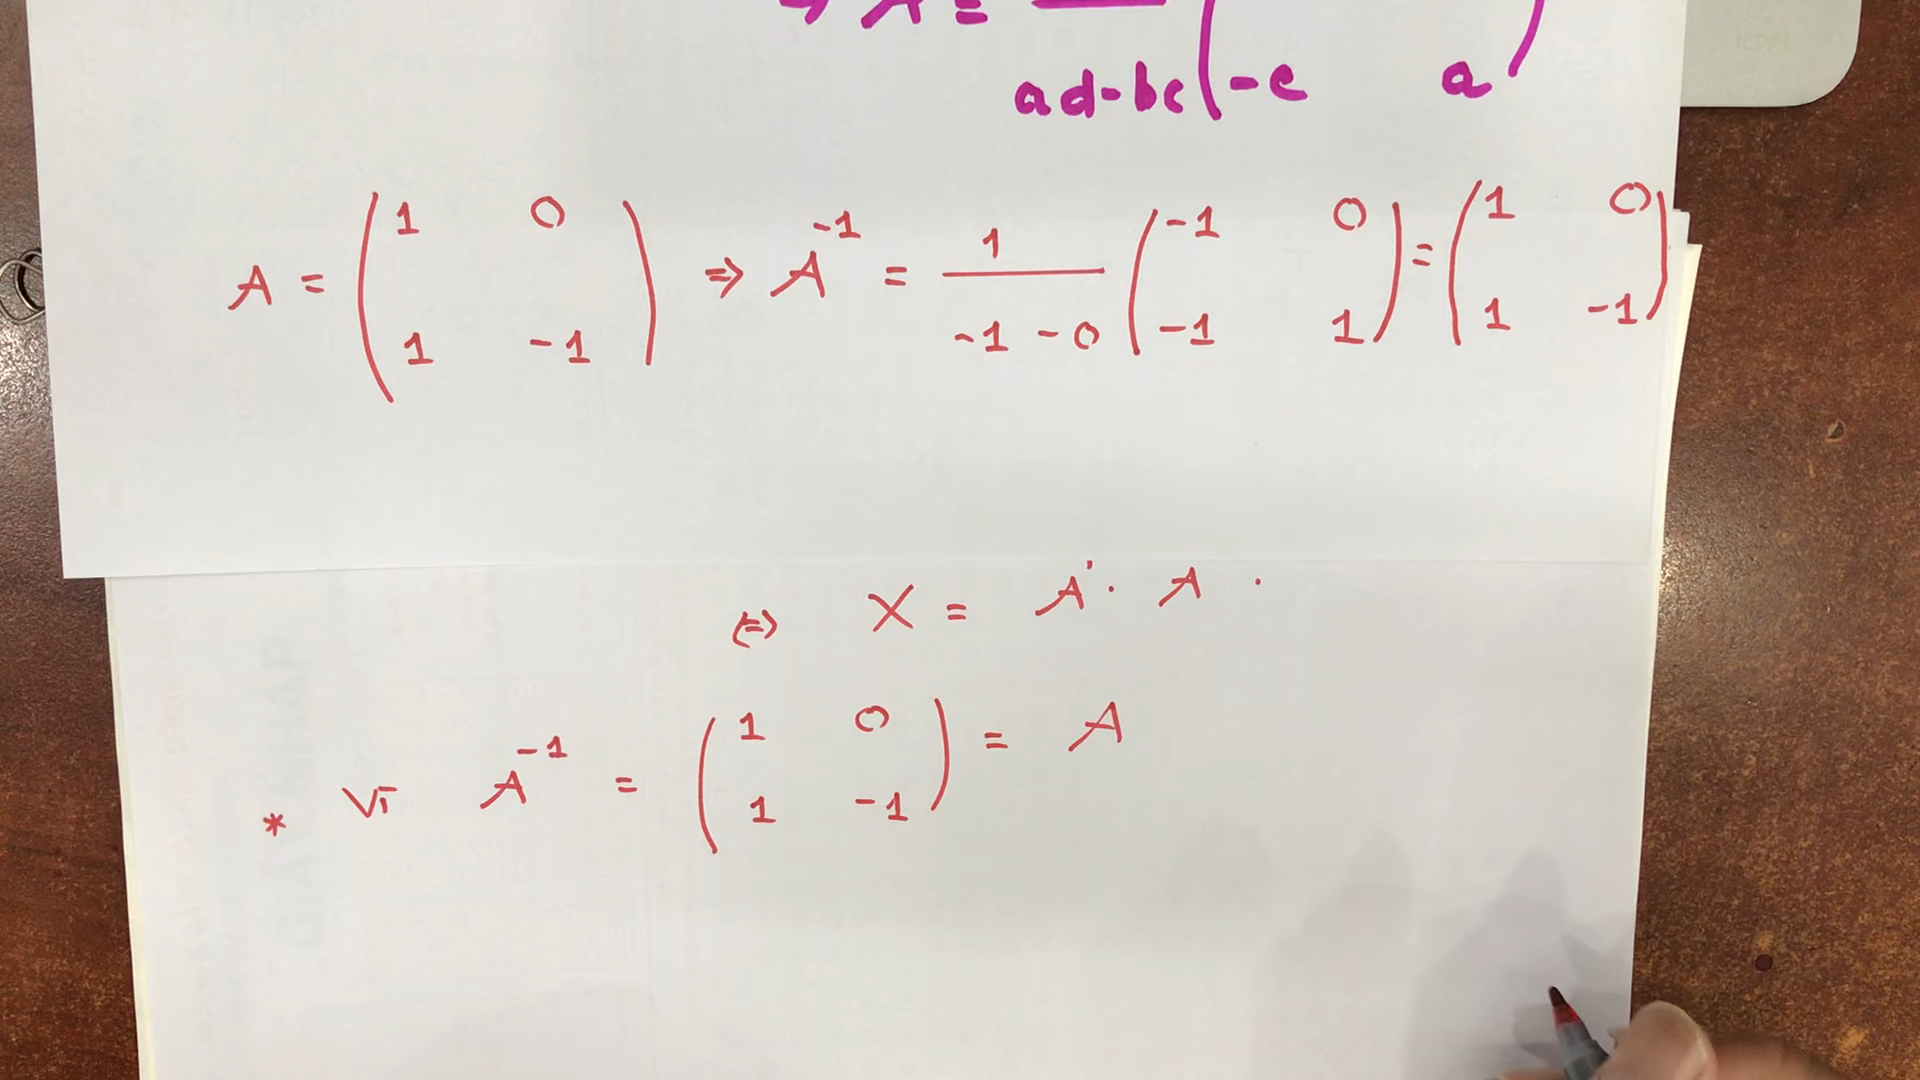 ⇒ A =
ad-bc ( -c a )
A = ( 1 0 ; 1 -1 ) ⇒ A^-1 = 1 / (-1 - 0) ( -1 0 ; -1 1 ) = ( 1 0 ; 1 -1 )
⇔ X = A' . A .
* Vì A^-1 = ( 1 0 ; 1 -1 ) = A